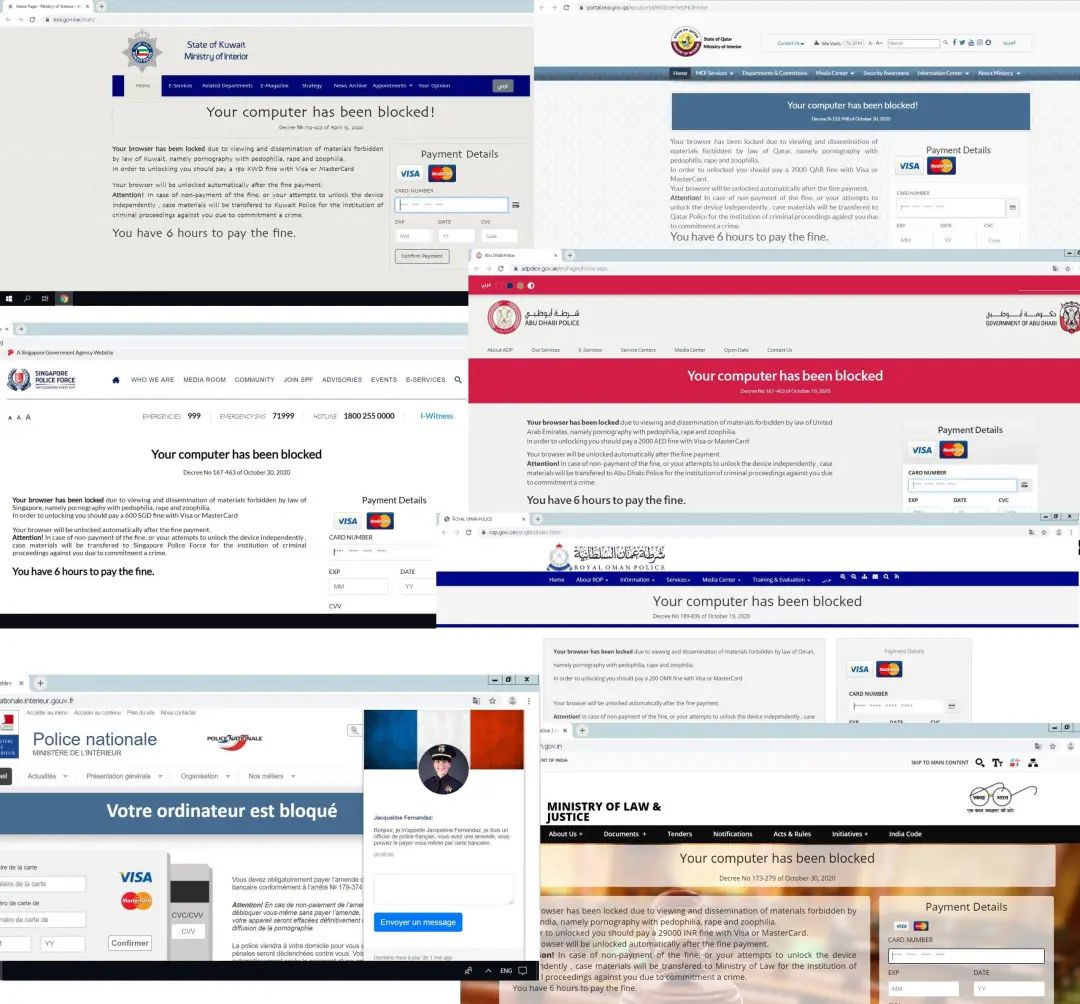 Home Page - Ministry of Interior -
moi.gov.kw/main/
State of Kuwait
Ministry of Interior
Home
E-Services
Related Departments
E-Magazine
Strategy
News Archive
Appointments
Your Opinion
عربي
Your computer has been blocked!
Decree № 179-423 of April 15, 2020
Your browser has been locked due to viewing and dissemination of materials forbidden
by law of Kuwait, namely pornography with pedophilia, rape and zoophilia.
In order to unlocking you should pay a 150 KWD fine with Visa or MasterCard
Your browser will be unlocked automatically after the fine payment.
Attention! In case of non-payment of the fine, or your attempts to unlock the device
independently, case materials will be transfered to Kuwait Police for the institution of
criminal proceedings against you due to commitment a crime.
You have 6 hours to pay the fine.
Payment Details
VISA
MasterCard
CARD NUMBER
**** **** **** ****
EXP
DATE
CVC
MM
YY
Code
Confirm Payment
State of Qatar
Ministry of Interior
Contact Us
Site Visits
A- A+
Search
العربية
Home
MOI Services
Departments & Committees
Media Center
Security Awareness
Information Center
About Ministry
Your computer has been blocked!
Decree № 153-948 of October 30, 2020
Your browser has been locked due to viewing and dissemination of
materials forbidden by law of Qatar, namely pornography with
pedophilia, rape and zoophilia.
In order to unlocking you should pay a 2000 QAR fine with Visa or
MasterCard.
Your browser will be unlocked automatically after the fine payment.
Attention! In case of non-payment of the fine, or your attempts to
unlock the device independently , case materials will be transfered to
Qatar Police for the institution of criminal proceedings against you due
to commitment a crime.
You have 6 hours to pay the fine.
Payment Details
VISA
MasterCard
CARD NUMBER
**** **** **** ****
EXP
DATE
CVC
MM
YY
Code
Abu Dhabi Police
adpolice.gov.ae/en/Pages/home.aspx
عربي
شرطة أبوظبي
ABU DHABI POLICE
حكومة أبوظبي
GOVERNMENT OF ABU DHABI
About ADP
Our Services
E-Services
Service Centers
Media Center
Open Data
Contact Us
Your computer has been blocked
Decree № 167-463 of October 19, 2020
Your browser has been locked due to viewing and dissemination of materials forbidden by law of United
Arab Emirates, namely pornography with pedophilia, rape and zoophilia.
In order to unlocking you should pay a 2000 AED fine with Visa or MasterCard
Your browser will be unlocked automatically after the fine payment.
Attention! In case of non-payment of the fine, or your attempts to unlock the device independently , case
materials will be transfered to Abu Dhabi Police for the institution of criminal proceedings against you due
to commitment a crime.
You have 6 hours to pay the fine.
Payment Details
VISA
MasterCard
CARD NUMBER
**** **** **** ****
EXP
DATE
CVC
A Singapore Government Agency Website
SINGAPORE
POLICE FORCE
SAFEGUARDING EVERY DAY
WHO WE ARE
MEDIA ROOM
COMMUNITY
JOIN SPF
ADVISORIES
EVENTS
E-SERVICES
A A A
EMERGENCIES 999
EMERGENCY SMS 71999
HOTLINE 1800 255 0000
I-Witness
Your computer has been blocked
Decree № 167-463 of October 30, 2020
Your browser has been locked due to viewing and dissemination of materials forbidden by law of
Singapore, namely pornography with pedophilia, rape and zoophilia.
In order to unlocking you should pay a 600 SGD fine with Visa or MasterCard
Your browser will be unlocked automatically after the fine payment.
Attention! In case of non-payment of the fine, or your attempts to unlock the device independently ,
case materials will be transfered to Singapore Police Force for the institution of criminal
proceedings against you due to commitment a crime.
You have 6 hours to pay the fine.
Payment Details
VISA
MasterCard
CARD NUMBER
**** **** **** ****
EXP
DATE
MM
YY
CVV
ROYAL OMAN POLICE
شرطة عمان السلطانية
ROYAL OMAN POLICE
Home
About ROP
Information
Services
Media Center
Training & Evaluation
عربي
Your computer has been blocked
Decree № 189-836 of October 19, 2020
Your browser has been locked due to viewing and dissemination of materials forbidden by law of Oman,
namely pornography with pedophilia, rape and zoophilia.
In order to unlocking you should pay a 200 OMR fine with Visa or MasterCard
Your browser will be unlocked automatically after the fine payment.
Attention! In case of non-payment of the fine, or your attempts to unlock the device independently , case
Payment Details
VISA
MasterCard
CARD NUMBER
**** **** **** ****
EXP
DATE
CVC
ationale.interieur.gouv.fr
Accéder au menu
Accéder au contenu
Plan du site
Nous contacter
Police nationale
MINISTÈRE DE L'INTÉRIEUR
POLICE NATIONALE
Actualités
Présentation générale
Organisation
Nos métiers
Votre ordinateur est bloqué
ire de la carte
laire de la carte
éro de carte de
méro de carte de
YY
VISA
MasterCard
Confirmer
CVC/CVV
CVV
Vous devez obligatoirement payer l'amende
bancaire conformément à l'arrêté № 179-374
Attention! En cas de non-paiement de l'ame
débloquer vous-même sans payer l'amende,
votre appareil seront effacées définitivement
diffusion de la pornographie.
La police viendra à votre domicile pour vous
pénales seront déclenchées contre vous. Vot
Jacqueline Fernandez:
Bonjour, je m'appelle Jacqueline Fernandez, je Suis un
officier de police français, vous avez une amende, vous
pouvez le payer vous-même par carte bancaire.
00:00:00
Envoyer un message
Dernière mise à jour de 1 min ago
ENG
n.gov.in
ENT OF INDIA
SKIP TO MAIN CONTENT
MINISTRY OF LAW &
JUSTICE
About Us +
Documents +
Tenders
Notifications
Acts & Rules
Initiatives +
India Code
Your computer has been blocked
Decree № 173-279 of October 30, 2020
owser has been locked due to viewing and dissemination of materials forbidden by
ndia, namely pornography with pedophilia, rape and zoophilia.
r to unlocking you should pay a 29000 INR fine with Visa or MasterCard.
owser will be unlocked automatically after the fine payment.
on! In case of non-payment of the fine, or your attempts to unlock the device
dently , case materials will be transfered to Ministry of Law for the institution of
l proceedings against you due to commitment a crime.
You have 6 hours to pay the fine.
Payment Details
VISA
MasterCard
CARD NUMBER
**** **** **** ****
EXP
DATE
MM
YY